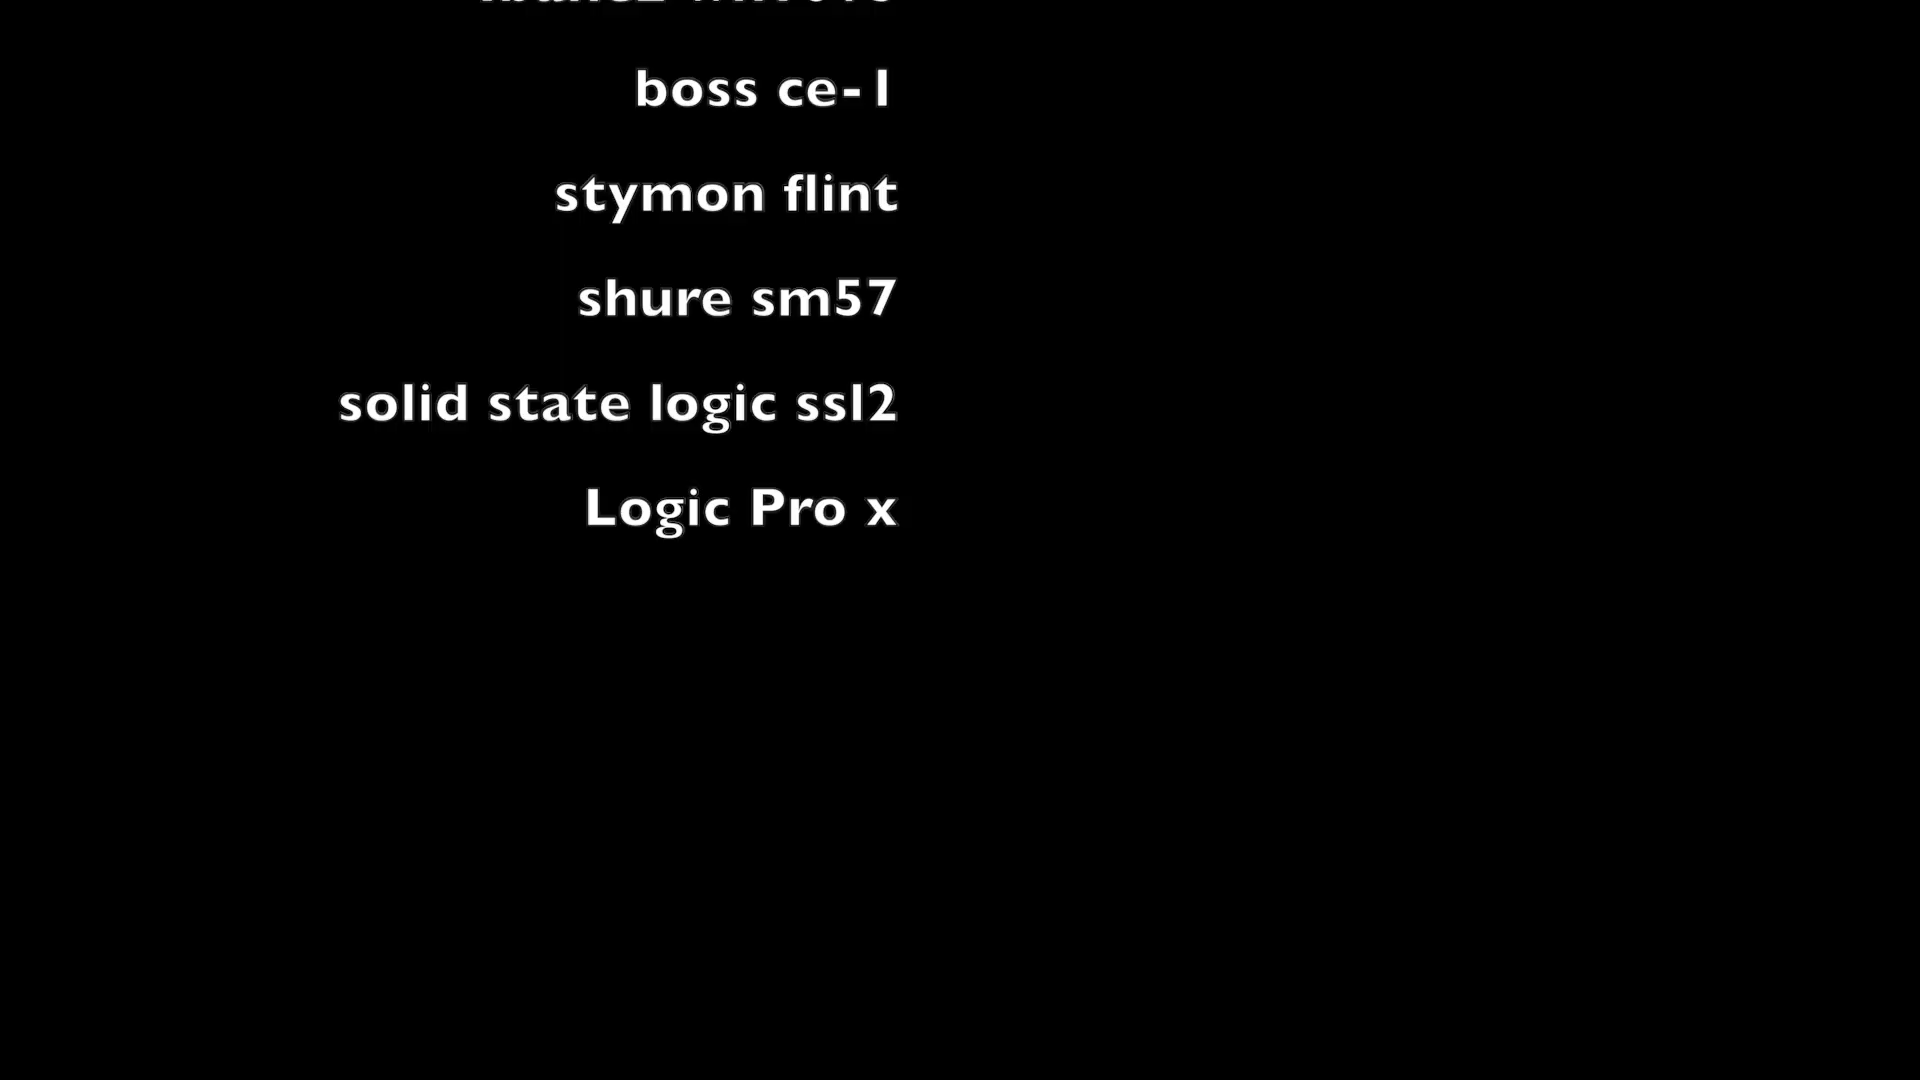 boss ce-1
stymon flint
shure sm57
solid state logic ssl2
Logic Pro x